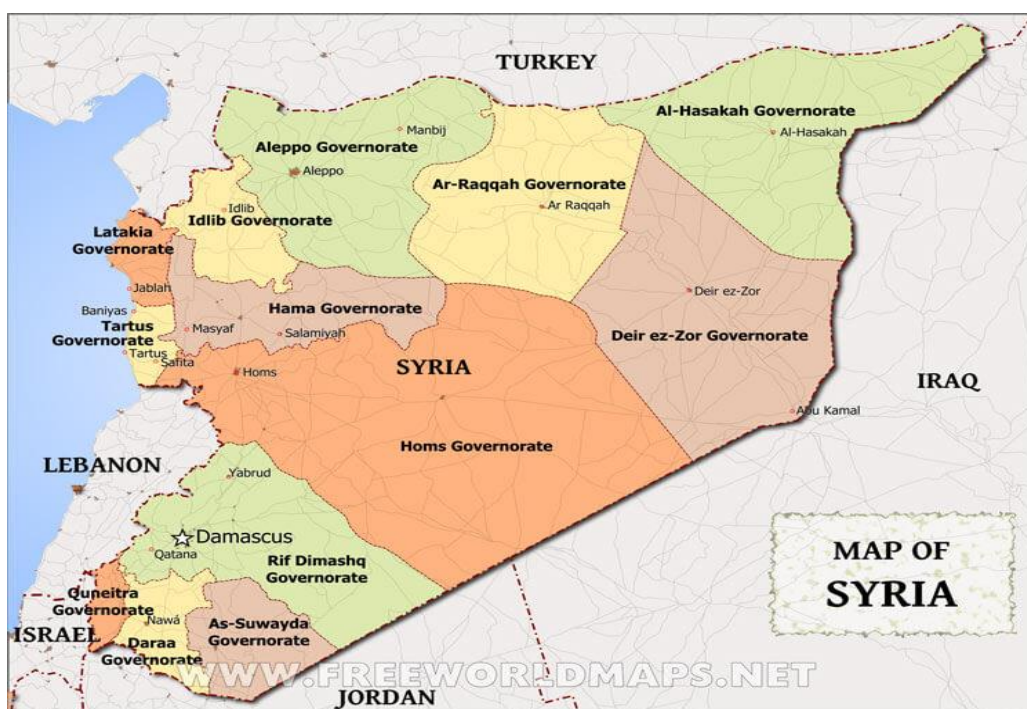 TURKEY
Al-Hasakah Governorate
Al-Hasakah
Manbij
Aleppo Governorate
Aleppo
Ar-Raqqah Governorate
Ar Raqqah
Idlib
Idlib Governorate
Latakia
Governorate
Jablah
Deir ez-Zor
Baniyas
Hama Governorate
Tartus
Governorate
Masyaf
Salamiyah
Deir ez-Zor Governorate
Tartus
Safita
Homs
SYRIA
IRAQ
Abu Kamal
Homs Governorate
LEBANON
Yabrud
Damascus
Qatana
Rif Dimashq
Governorate
MAP OF
SYRIA
Quneitra
Governorate
Nawá
As-Suwayda
Governorate
ISRAEL
Daraa
Governorate
WWW.FREEWORLDMAPS.NET
JORDAN